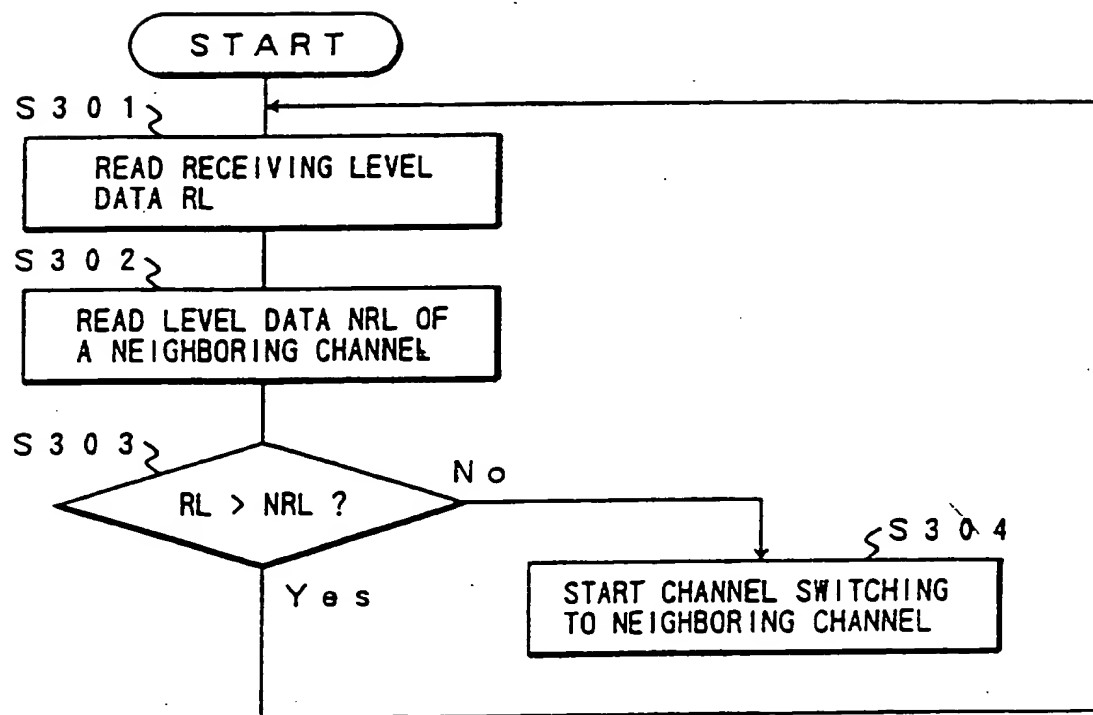 START
S301
READ RECEIVING LEVEL
DATA RL
S302
READ LEVEL DATA NRL OF
A NEIGHBORING CHANNEL
S303
RL > NRL ?
No
Yes
S304
START CHANNEL SWITCHING
TO NEIGHBORING CHANNEL